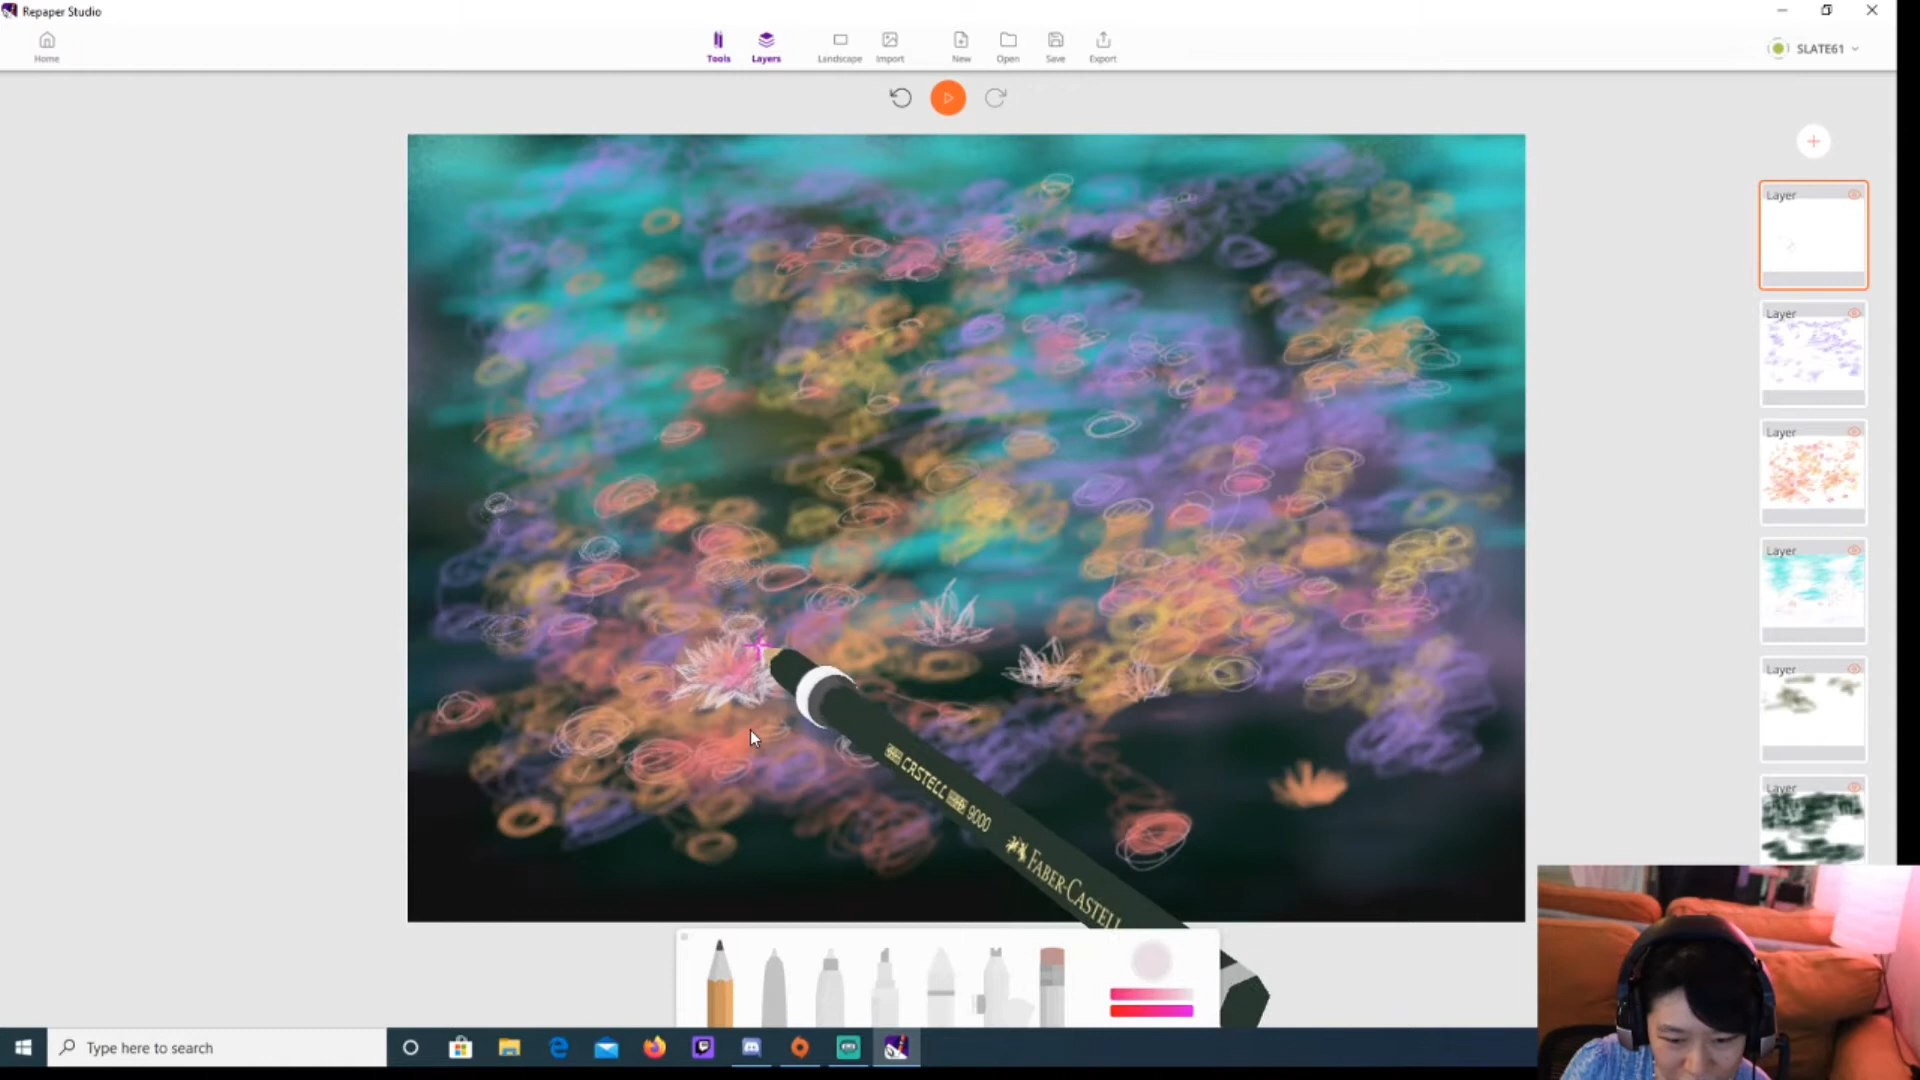 Repaper Studio
Home
Tools
Layers
Landscape
Import
New
Open
Save
Export
SLATE61
Layer
Layer
Layer
Layer
Layer
Layer
CASTELL 9000
FABER-CASTELL
Type here to search